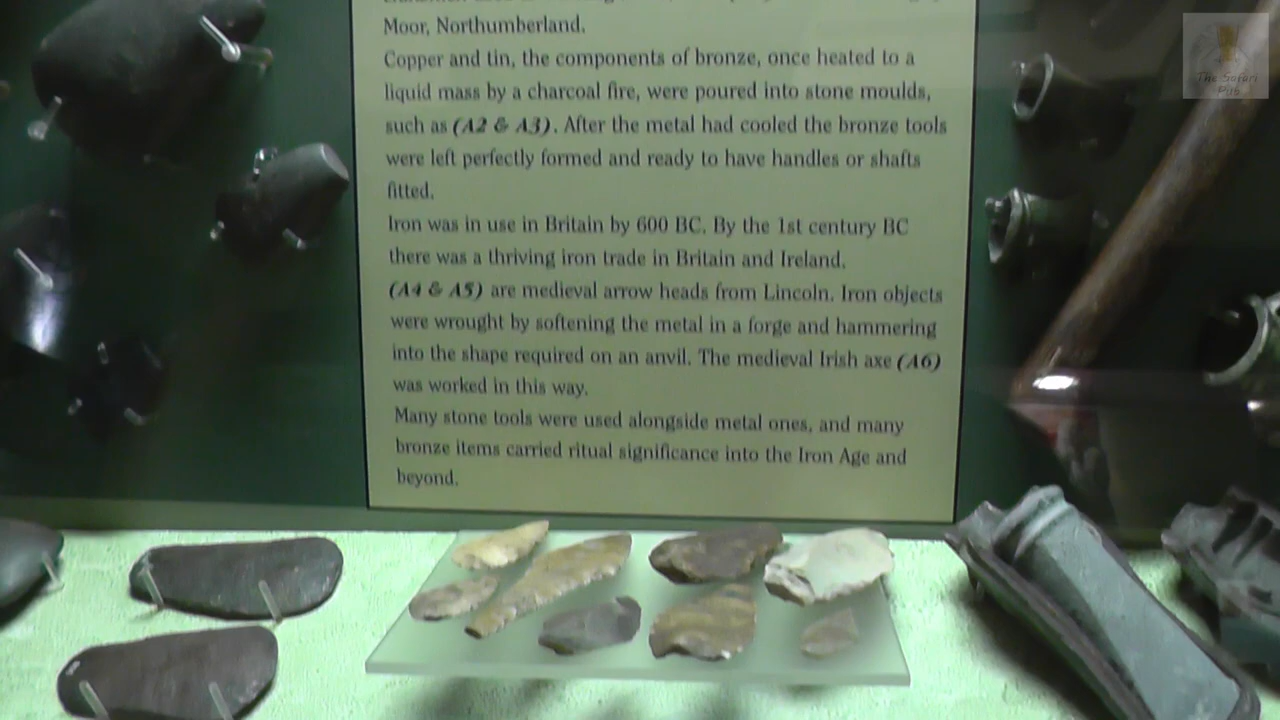 Moor, Northumberland.
Copper and tin, the components of bronze, once heated to a
liquid mass by a charcoal fire, were poured into stone moulds,
such as (A2 & A3). After the metal had cooled the bronze tools
were left perfectly formed and ready to have handles or shafts
fitted.
Iron was in use in Britain by 600 BC. By the 1st century BC
there was a thriving iron trade in Britain and Ireland.
(A4 & A5) are medieval arrow heads from Lincoln. Iron objects
were wrought by softening the metal in a forge and hammering
into the shape required on an anvil. The medieval Irish axe (A6)
was worked in this way.
Many stone tools were used alongside metal ones, and many
bronze items carried ritual significance into the Iron Age and
beyond.
The Safari
Pub